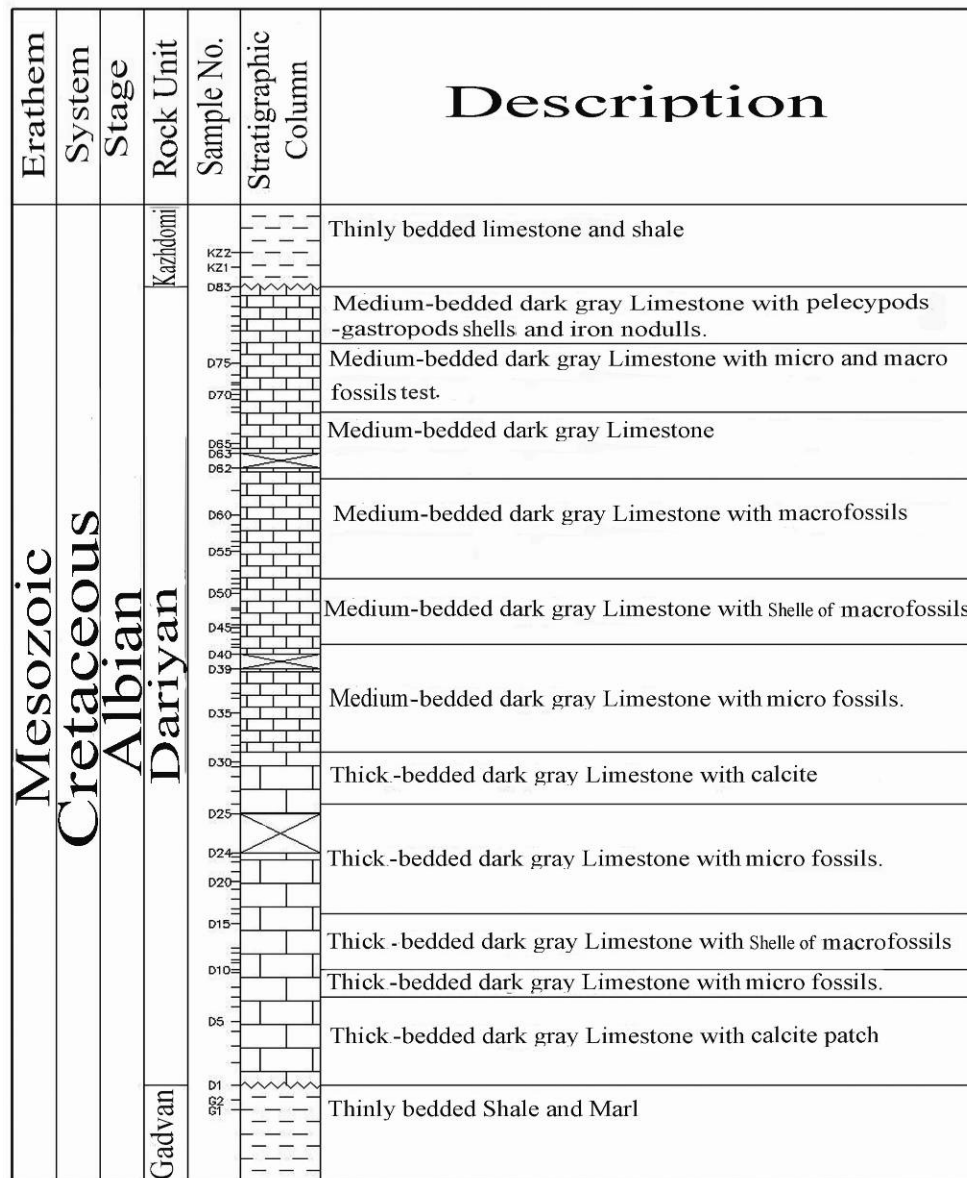 Erathem
System
Stage
Rock Unit
Sample No.
Stratigraphic
Column
Description
Mesozoic
Cretaceous
Albian
Kazhdomi
Dariyan
Gadvan
KZ2
KZ1
D83
D75
D70
D65
D63
D62
D60
D55
D50
D45
D40
D39
D35
D30
D25
D24
D20
D15
D10
D5
D1
G2
G1
Thinly bedded limestone and shale
Medium-bedded dark gray Limestone with pelecypods
-gastropods shells and iron nodulls.
Medium-bedded dark gray Limestone with micro and macro
fossils test.
Medium-bedded dark gray Limestone
Medium-bedded dark gray Limestone with macrofossils
Medium-bedded dark gray Limestone with Shelle of macrofossils
Medium-bedded dark gray Limestone with micro fossils.
Thick-bedded dark gray Limestone with calcite
Thick-bedded dark gray Limestone with micro fossils.
Thick-bedded dark gray Limestone with Shelle of macrofossils
Thick-bedded dark gray Limestone with micro fossils.
Thick-bedded dark gray Limestone with calcite patch
Thinly bedded Shale and Marl